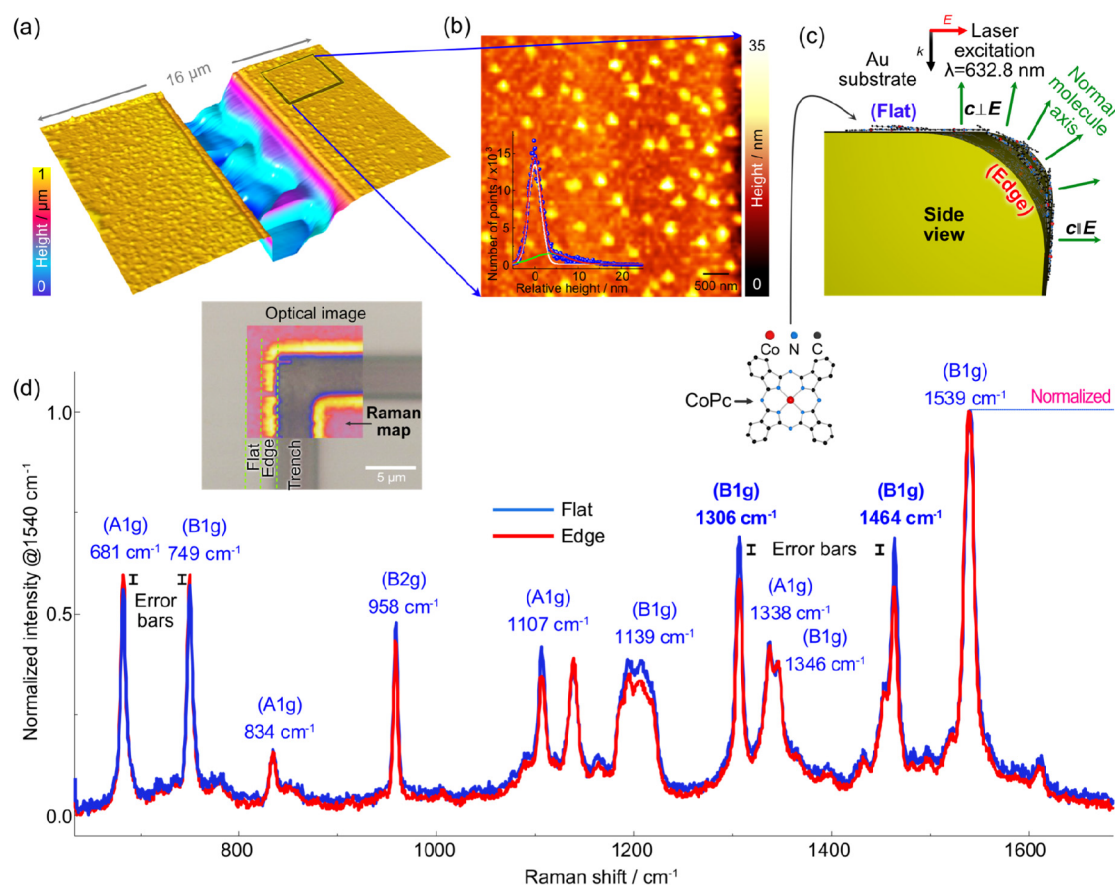 (a)
16 µm
1
Height / µm
0
(b)
35
Height / nm
0
Number of points / x10³
15
10
5
0
0
10
20
Relative height / nm
500 nm
(c)
E
k
Laser
excitation
λ=632.8 nm
Au
substrate
(Flat)
c⊥E
Normal
molecule
axis
(Edge)
Side
view
c∥E
Co N C
CoPc
Optical image
Raman
map
Flat
Edge
Trench
5 µm
(d)
Normalized intensity @1540 cm⁻¹
1.0
0.5
0.0
(A1g)
681 cm⁻¹
(B1g)
749 cm⁻¹
Error
bars
(A1g)
834 cm⁻¹
(B2g)
958 cm⁻¹
Flat
Edge
(A1g)
1107 cm⁻¹
(B1g)
1139 cm⁻¹
(B1g)
1306 cm⁻¹
Error bars
(A1g)
1338 cm⁻¹
(B1g)
1346 cm⁻¹
(B1g)
1464 cm⁻¹
(B1g)
1539 cm⁻¹
Normalized
800
1000
1200
1400
1600
Raman shift / cm⁻¹